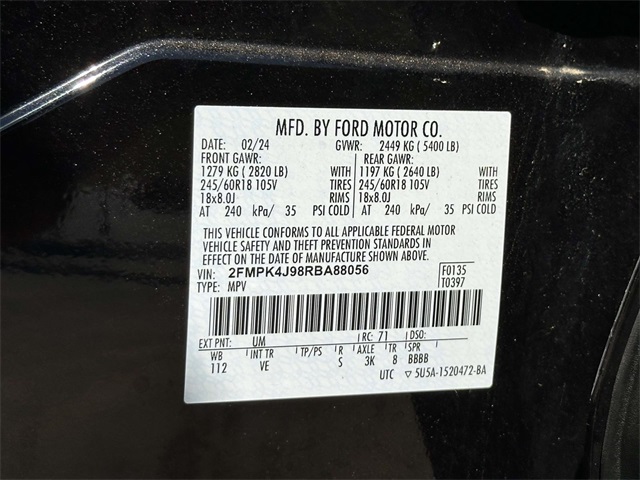 MFD. BY FORD MOTOR CO.
DATE: 02/24 GVWR: 2449 KG ( 5400 LB)
FRONT GAWR: REAR GAWR:
1279 KG ( 2820 LB) WITH 1197 KG ( 2640 LB) WITH
245/60R18 105V TIRES 245/60R18 105V TIRES
18x8.0J RIMS 18x8.0J RIMS
AT 240 kPa/ 35 PSI COLD AT 240 kPa/ 35 PSI COLD
THIS VEHICLE CONFORMS TO ALL APPLICABLE FEDERAL MOTOR
VEHICLE SAFETY AND THEFT PREVENTION STANDARDS IN
EFFECT ON THE DATE OF MANUFACTURE SHOWN ABOVE.
VIN: 2FMPK4J98RBA88056 F0135
TYPE: MPV T0397
EXT PNT: UM RC: 71 DSO:
WB INT TR TP/PS R AXLE TR SPR
112 VE S 3K 8 BBBB
UTC ▽ 5U5A-1520472-BA